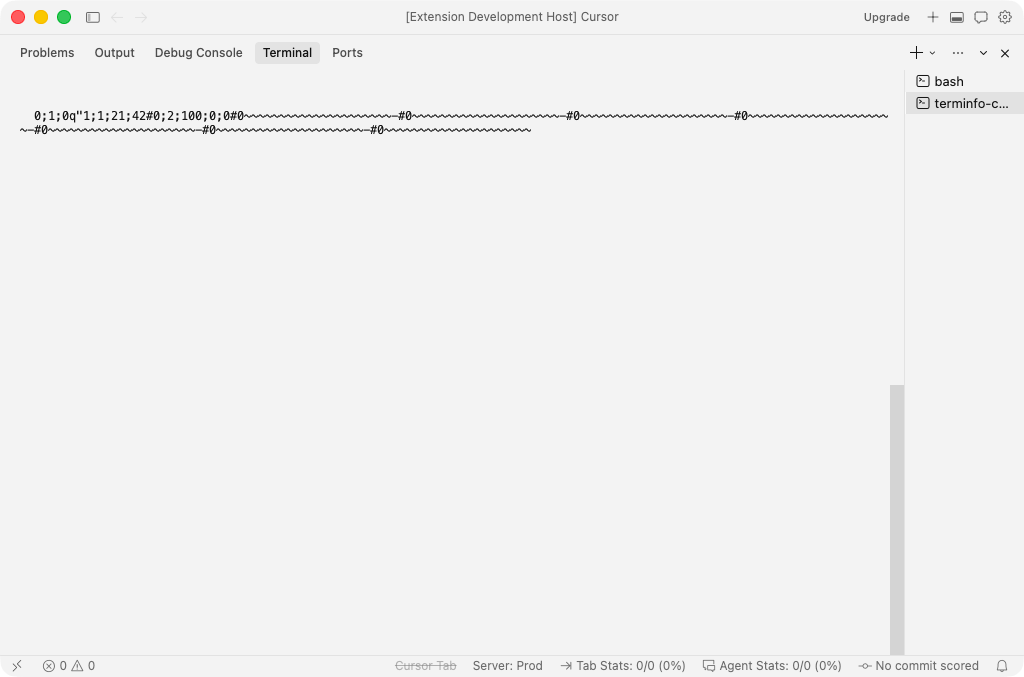 [Extension Development Host] Cursor
Upgrade
Problems Output Debug Console Terminal Ports
bash
terminfo-c...
0;1;0q"1;1;21;42#0;2;100;0;0#0~~~~~~~~~~~~~~~~~~~~~-#0~~~~~~~~~~~~~~~~~~~~~-#0~~~~~~~~~~~~~~~~~~~~~-#0~~~~~~~~~~~~~~~~~~~~
~-#0~~~~~~~~~~~~~~~~~~~~~-#0~~~~~~~~~~~~~~~~~~~~~-#0~~~~~~~~~~~~~~~~~~~~~
0 0 Cursor Tab Server: Prod Tab Stats: 0/0 (0%) Agent Stats: 0/0 (0%) No commit scored